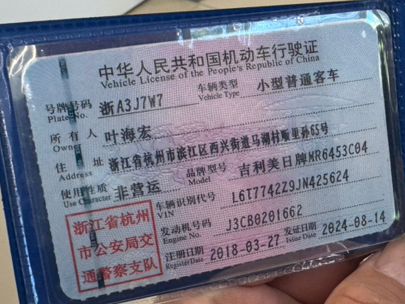 中华人民共和国机动车行驶证
Vehicle License of the People's Republic of China
号牌号码 浙A3J7W7 车辆类型 小型普通客车
Plate No. Vehicle Type
所有人 叶海宏
Owner
住址 浙江省杭州市滨江区西兴街道马湖村顺里孙65号
Address
使用性质 非营运 品牌型号 吉利美日牌MR6453C04
Use Character Model
车辆识别代号 L6T7742Z9JN425624
VIN
发动机号码 J3CB0201662
Engine No.
注册日期 2018-03-27 发证日期 2024-08-14
Register Date Issue Date
浙江省杭州
市公安局交
通警察支队